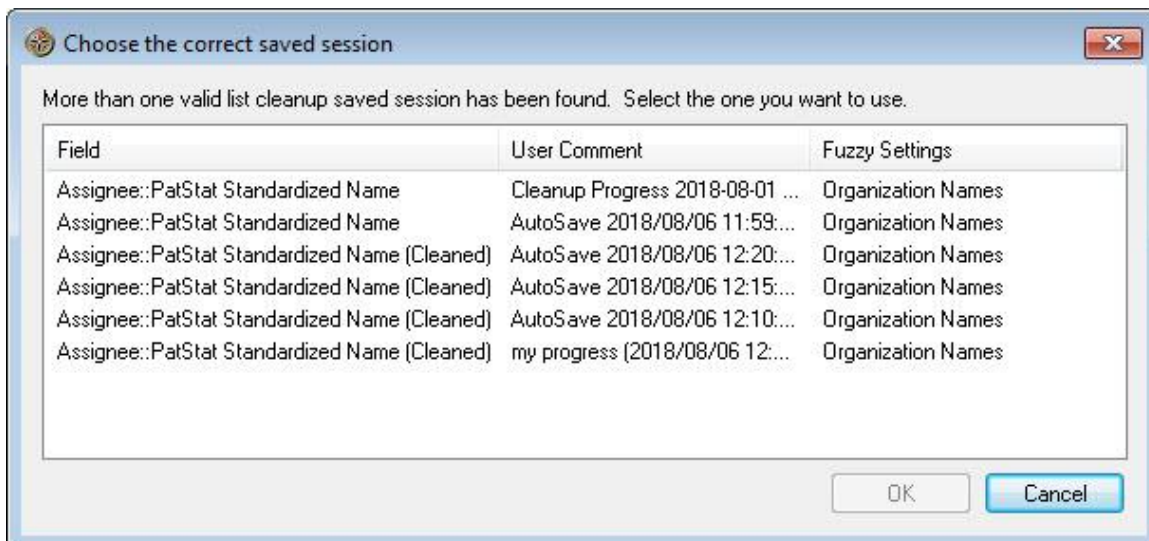 Choose the correct saved session
More than one valid list cleanup saved session has been found. Select the one you want to use.
Field User Comment Fuzzy Settings
Assignee::PatStat Standardized Name Cleanup Progress 2018-08-01 ... Organization Names
Assignee::PatStat Standardized Name AutoSave 2018/08/06 11:59:... Organization Names
Assignee::PatStat Standardized Name (Cleaned) AutoSave 2018/08/06 12:20:... Organization Names
Assignee::PatStat Standardized Name (Cleaned) AutoSave 2018/08/06 12:15:... Organization Names
Assignee::PatStat Standardized Name (Cleaned) AutoSave 2018/08/06 12:10:... Organization Names
Assignee::PatStat Standardized Name (Cleaned) my progress (2018/08/06 12:... Organization Names
OK Cancel